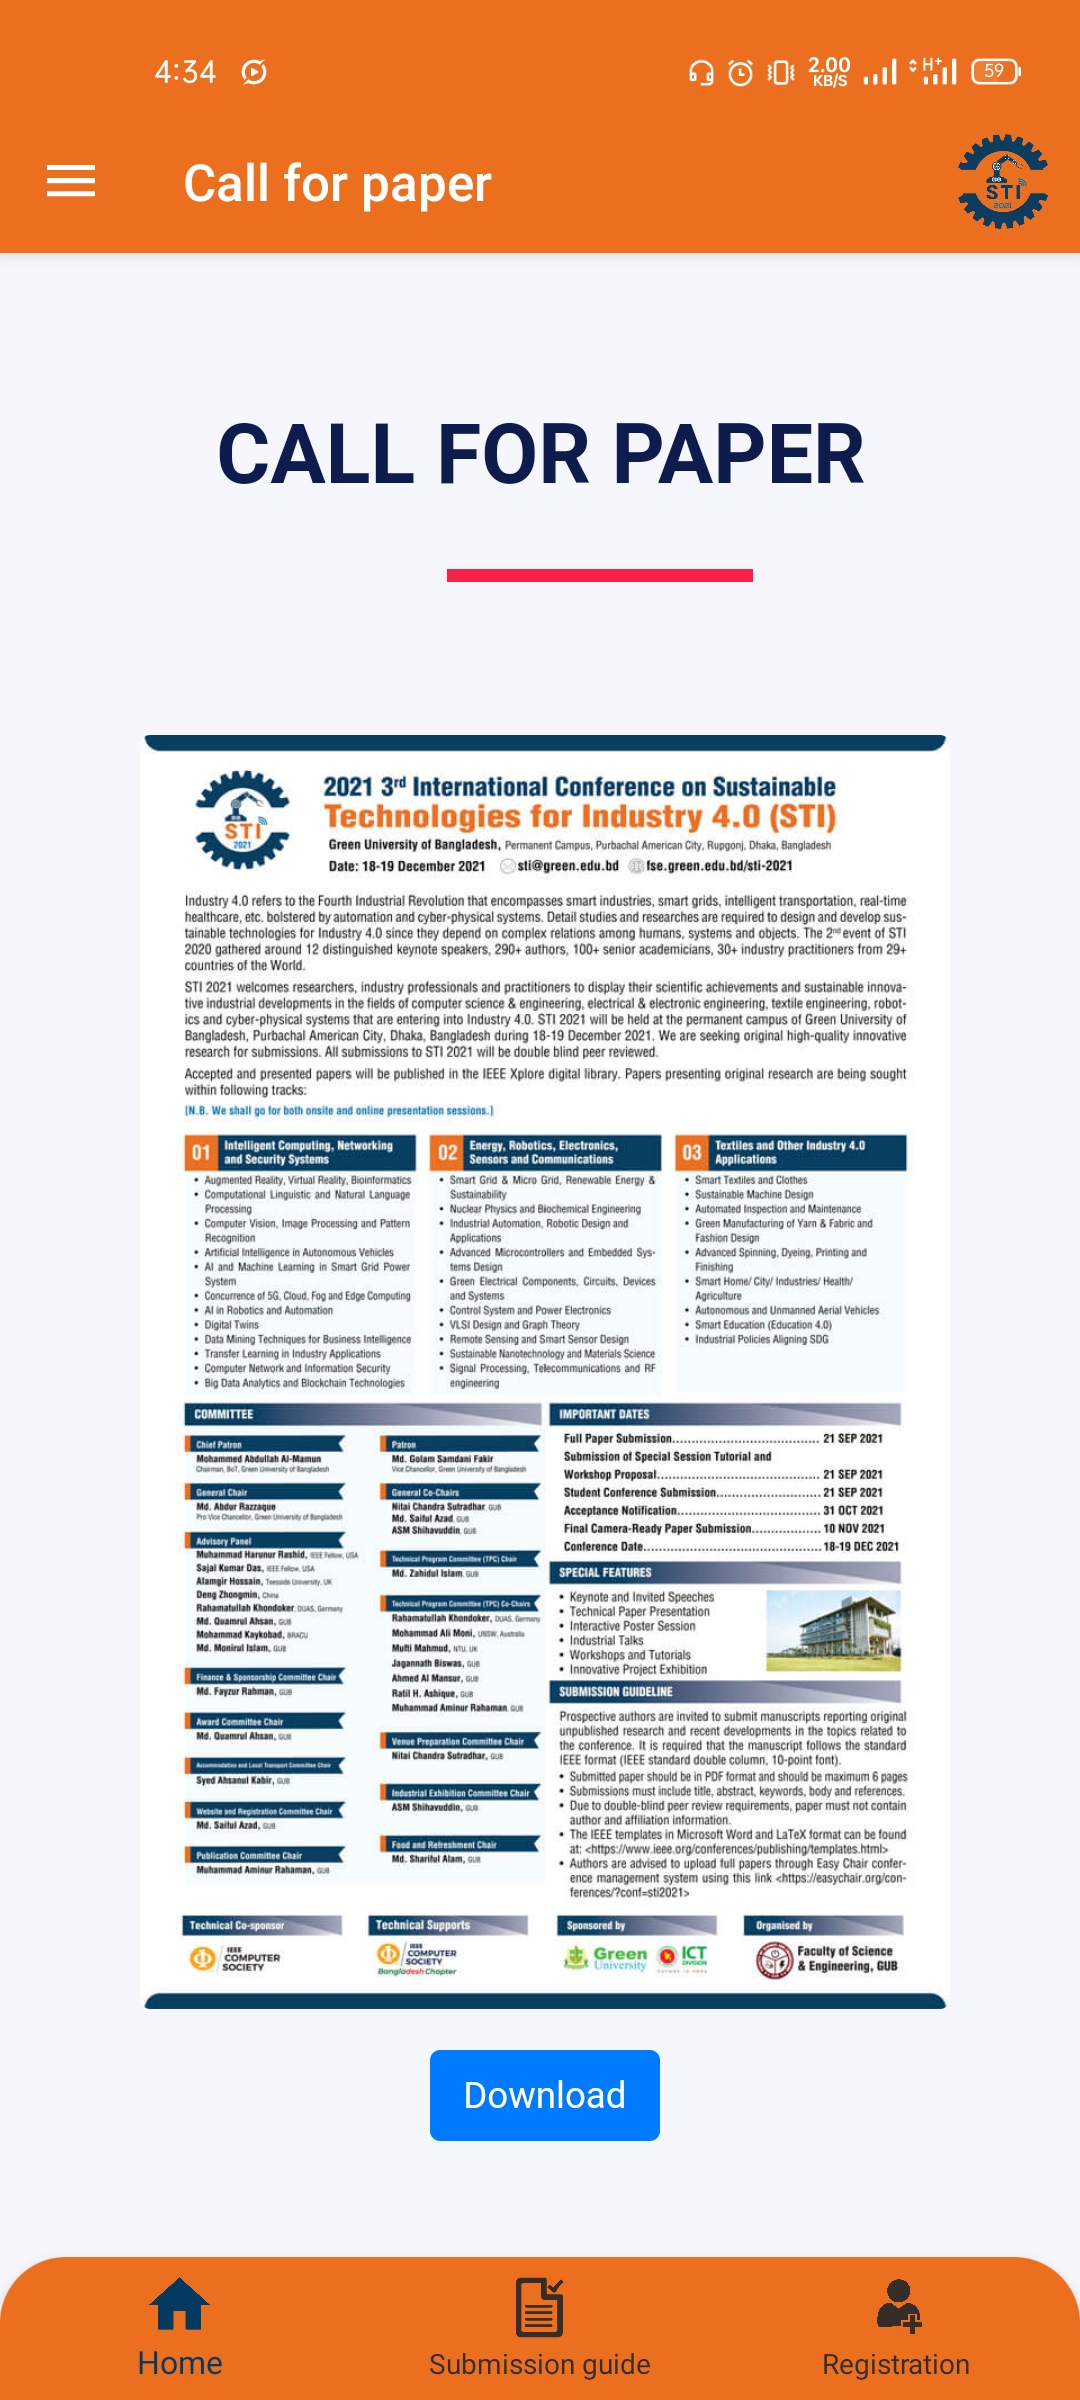 4:34
2.00
KB/S
H+
59
Call for paper
STI
2021
CALL FOR PAPER
STI
2021
2021 3rd International Conference on Sustainable
Technologies for Industry 4.0 (STI)
Green University of Bangladesh, Permanent Campus, Purbachal American City, Rupgonj, Dhaka, Bangladesh
Date: 18-19 December 2021 sti@green.edu.bd fse.green.edu.bd/sti-2021
Industry 4.0 refers to the Fourth Industrial Revolution that encompasses smart industries, smart grids, intelligent transportation, real-time
healthcare, etc. bolstered by automation and cyber-physical systems. Detail studies and researches are required to design and develop sus-
tainable technologies for Industry 4.0 since they depend on complex relations among humans, systems and objects. The 2nd event of STI
2020 gathered around 12 distinguished keynote speakers, 290+ authors, 100+ senior academicians, 30+ industry practitioners from 29+
countries of the World.
STI 2021 welcomes researchers, industry professionals and practitioners to display their scientific achievements and sustainable innova-
tive industrial developments in the fields of computer science & engineering, electrical & electronic engineering, textile engineering, robot-
ics and cyber-physical systems that are entering into Industry 4.0. STI 2021 will be held at the permanent campus of Green University of
Bangladesh, Purbachal American City, Dhaka, Bangladesh during 18-19 December 2021. We are seeking original high-quality innovative
research for submissions. All submissions to STI 2021 will be double blind peer reviewed.
Accepted and presented papers will be published in the IEEE Xplore digital library. Papers presenting original research are being sought
within following tracks:
[N.B. We shall go for both onsite and online presentation sessions.]
01 Intelligent Computing, Networking
and Security Systems
• Augmented Reality, Virtual Reality, Bioinformatics
• Computational Linguistic and Natural Language
Processing
• Computer Vision, Image Processing and Pattern
Recognition
• Artificial Intelligence in Autonomous Vehicles
• AI and Machine Learning in Smart Grid Power
System
• Concurrence of 5G, Cloud, Fog and Edge Computing
• AI in Robotics and Automation
• Digital Twins
• Data Mining Techniques for Business Intelligence
• Transfer Learning in Industry Applications
• Computer Network and Information Security
• Big Data Analytics and Blockchain Technologies
02 Energy, Robotics, Electronics,
Sensors and Communications
• Smart Grid & Micro Grid, Renewable Energy &
Sustainability
• Nuclear Physics and Biochemical Engineering
• Industrial Automation, Robotic Design and
Applications
• Advanced Microcontrollers and Embedded Sys-
tems Design
• Green Electrical Components, Circuits, Devices
and Systems
• Control System and Power Electronics
• VLSI Design and Graph Theory
• Remote Sensing and Smart Sensor Design
• Sustainable Nanotechnology and Materials Science
• Signal Processing, Telecommunications and RF
engineering
03 Textiles and Other Industry 4.0
Applications
• Smart Textiles and Clothes
• Sustainable Machine Design
• Automated Inspection and Maintenance
• Green Manufacturing of Yarn & Fabric and
Fashion Design
• Advanced Spinning, Dyeing, Printing and
Finishing
• Smart Home/ City/ Industries/ Health/
Agriculture
• Autonomous and Unmanned Aerial Vehicles
• Smart Education (Education 4.0)
• Industrial Policies Aligning SDG
COMMITTEE
Chief Patron
Mohammed Abdullah Al-Mamun
Chairman, BoT, Green University of Bangladesh
General Chair
Md. Abdur Razzaque
Pro Vice Chancellor, Green University of Bangladesh
Advisory Panel
Muhammad Harunur Rashid, IEEE Fellow, USA
Sajal Kumar Das, IEEE Fellow, USA
Alamgir Hossain, Teesside University, UK
Deng Zhongmin, China
Rahamatullah Khondoker, DUAS, Germany
Md. Quamrul Ahsan, GUB
Mohammad Kaykobad, BRACU
Md. Monirul Islam, GUB
Finance & Sponsorship Committee Chair
Md. Fayzur Rahman, GUB
Award Committee Chair
Md. Quamrul Ahsan, GUB
Accommodation and Local Transport Committee Chair
Syed Ahsanul Kabir, GUB
Website and Registration Committee Chair
Md. Saiful Azad, GUB
Publication Committee Chair
Muhammad Aminur Rahaman, GUB
Patron
Md. Golam Samdani Fakir
Vice Chancellor, Green University of Bangladesh
General Co-Chairs
Nitai Chandra Sutradhar, GUB
Md. Saiful Azad, GUB
ASM Shihavuddin, GUB
Technical Program Committee (TPC) Chair
Md. Zahidul Islam, GUB
Technical Program Committee (TPC) Co-Chairs
Rahamatullah Khondoker, DUAS, Germany
Mohammad Ali Moni, UNSW, Australia
Mufti Mahmud, NTU, UK
Jagannath Biswas, GUB
Ahmed Al Mansur, GUB
Ratil H. Ashique, GUB
Muhammad Aminur Rahaman, GUB
Venue Preparation Committee Chair
Nitai Chandra Sutradhar, GUB
Industrial Exhibition Committee Chair
ASM Shihavuddin, GUB
Food and Refreshment Chair
Md. Shariful Alam, GUB
IMPORTANT DATES
Full Paper Submission..................................... 21 SEP 2021
Submission of Special Session Tutorial and
Workshop Proposal......................................... 21 SEP 2021
Student Conference Submission.......................... 21 SEP 2021
Acceptance Notification.................................... 31 OCT 2021
Final Camera-Ready Paper Submission................. 10 NOV 2021
Conference Date............................................. 18-19 DEC 2021
SPECIAL FEATURES
• Keynote and Invited Speeches
• Technical Paper Presentation
• Interactive Poster Session
• Industrial Talks
• Workshops and Tutorials
• Innovative Project Exhibition
SUBMISSION GUIDELINE
Prospective authors are invited to submit manuscripts reporting original
unpublished research and recent developments in the topics related to
the conference. It is required that the manuscript follows the standard
IEEE format (IEEE standard double column, 10-point font).
• Submitted paper should be in PDF format and should be maximum 6 pages
• Submissions must include title, abstract, keywords, body and references.
• Due to double-blind peer review requirements, paper must not contain
author and affiliation information.
• The IEEE templates in Microsoft Word and LaTeX format can be found
at: <https://www.ieee.org/conferences/publishing/templates.html>
• Authors are advised to upload full papers through Easy Chair confer-
ence management system using this link <https://easychair.org/con-
ferences/?conf=sti2021>
Technical Co-sponsor
IEEE
COMPUTER
SOCIETY
Technical Supports
IEEE
COMPUTER
SOCIETY
Bangladesh Chapter
Sponsored by
Green
University
ICT
DIVISION
Organised by
Faculty of Science
& Engineering, GUB
Download
Home
Submission guide
Registration